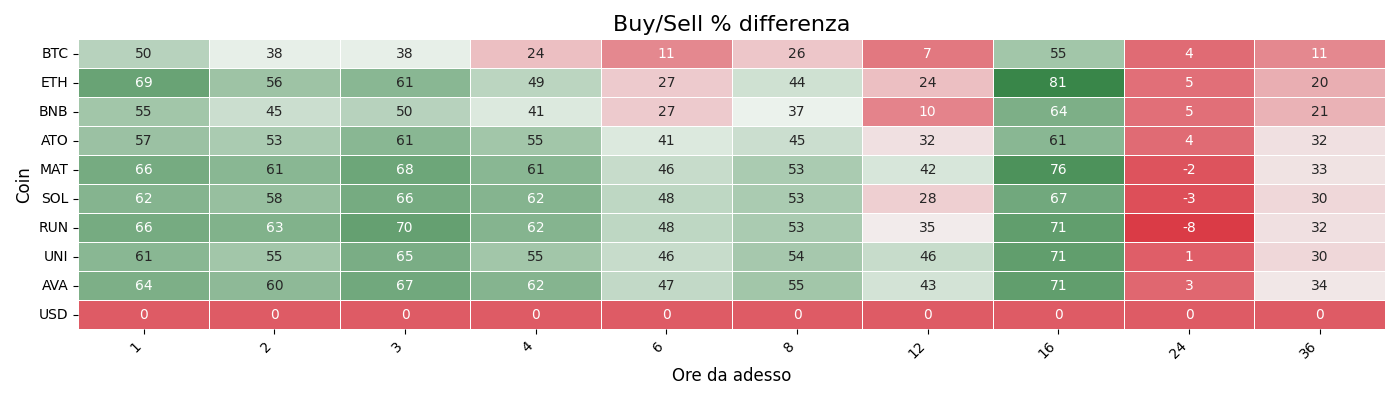 Buy/Sell % differenza
Coin
BTC 50 38 38 24 11 26 7 55 4 11
ETH 69 56 61 49 27 44 24 81 5 20
BNB 55 45 50 41 27 37 10 64 5 21
ATO 57 53 61 55 41 45 32 61 4 32
MAT 66 61 68 61 46 53 42 76 -2 33
SOL 62 58 66 62 48 53 28 67 -3 30
RUN 66 63 70 62 48 53 35 71 -8 32
UNI 61 55 65 55 46 54 46 71 1 30
AVA 64 60 67 62 47 55 43 71 3 34
USD 0 0 0 0 0 0 0 0 0 0
1 2 3 4 6 8 12 16 24 36
Ore da adesso